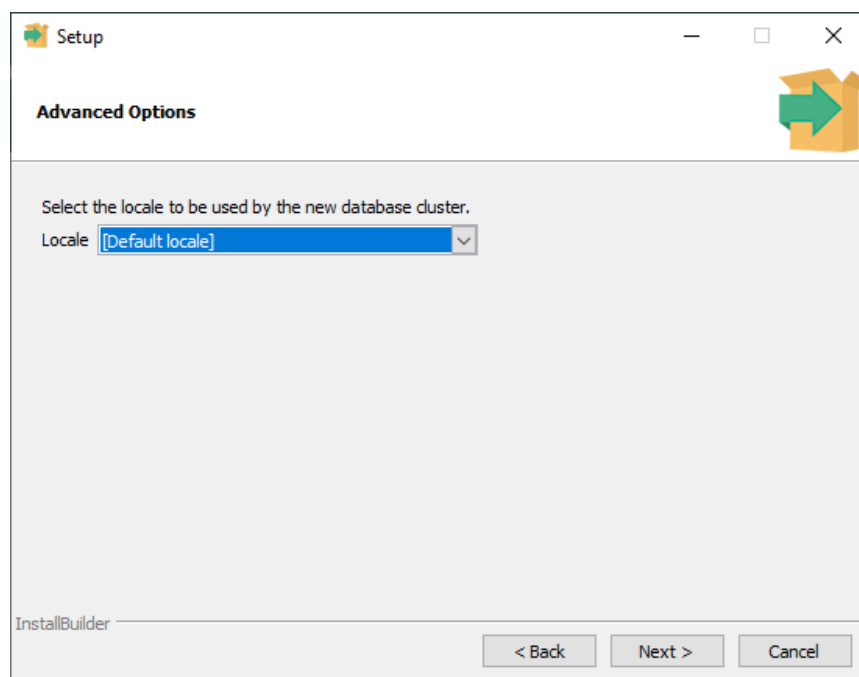 Setup
Advanced Options
Select the locale to be used by the new database cluster.
Locale [Default locale]
InstallBuilder
< Back Next > Cancel